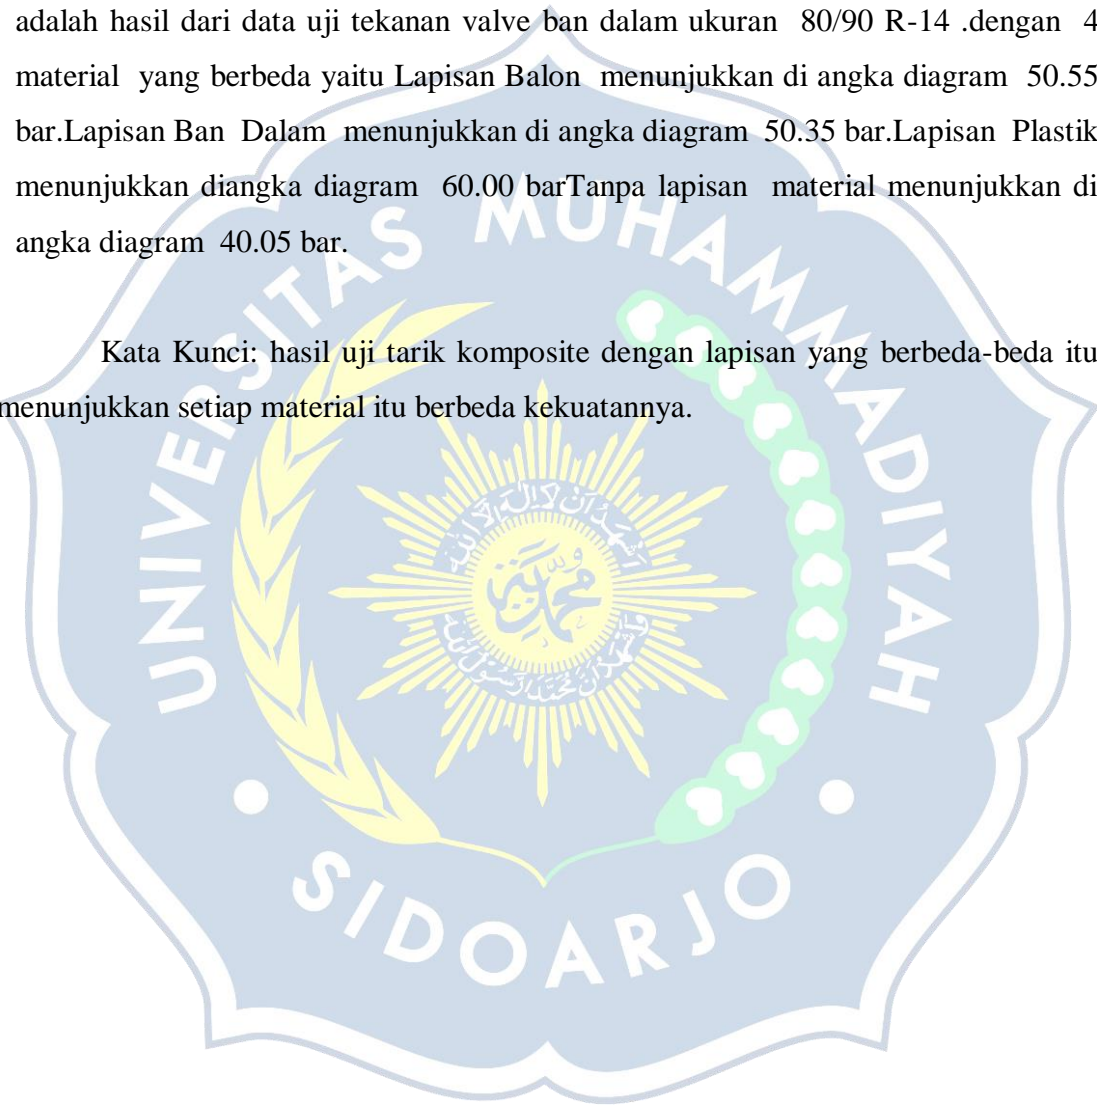 adalah hasil dari data uji tekanan valve ban dalam ukuran 80/90 R-14 .dengan 4
material yang berbeda yaitu Lapisan Balon menunjukkan di angka diagram 50.55
bar.Lapisan Ban Dalam menunjukkan di angka diagram 50.35 bar.Lapisan Plastik
menunjukkan diangka diagram 60.00 barTanpa lapisan material menunjukkan di
angka diagram 40.05 bar.
Kata Kunci: hasil uji tarik komposite dengan lapisan yang berbeda-beda itu
menunjukkan setiap material itu berbeda kekuatannya.
UNIVERSITAS MUHAMMADIYAH
SIDOARJO
محمدية